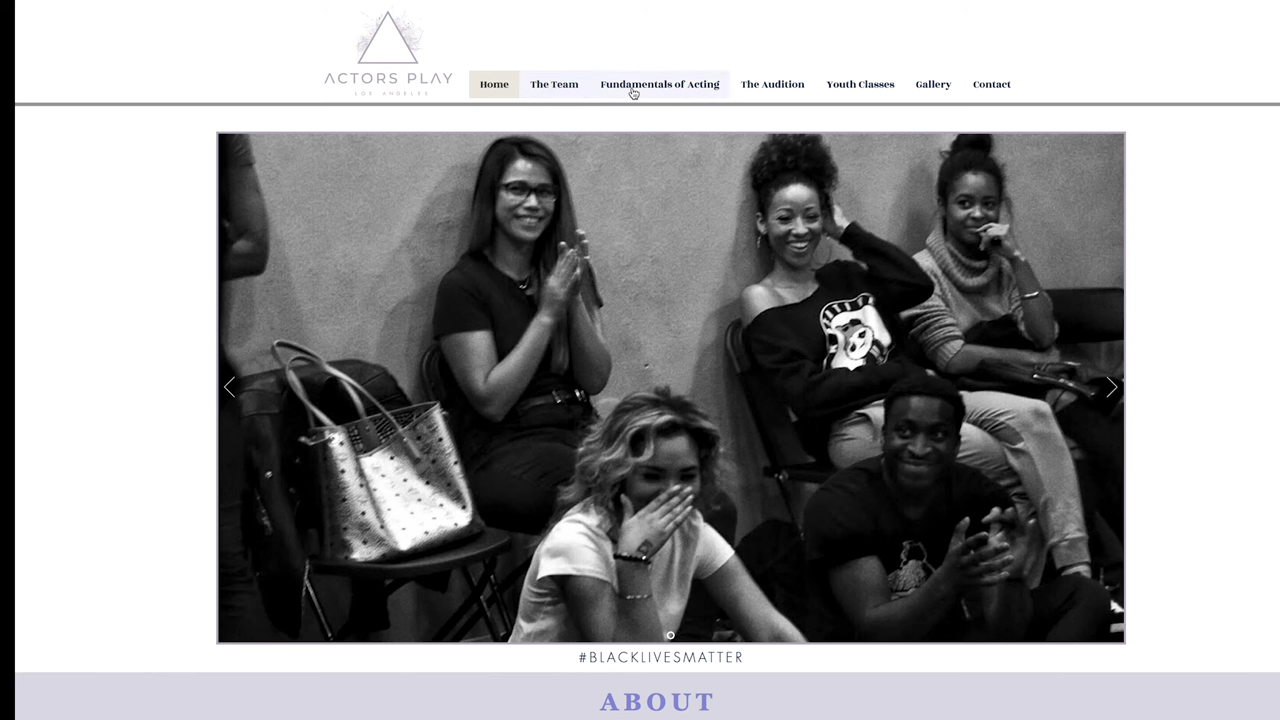 ACTORS PLAY
LOS ANGELES
Home The Team Fundamentals of Acting The Audition Youth Classes Gallery Contact
#BLACKLIVESMATTER
ABOUT